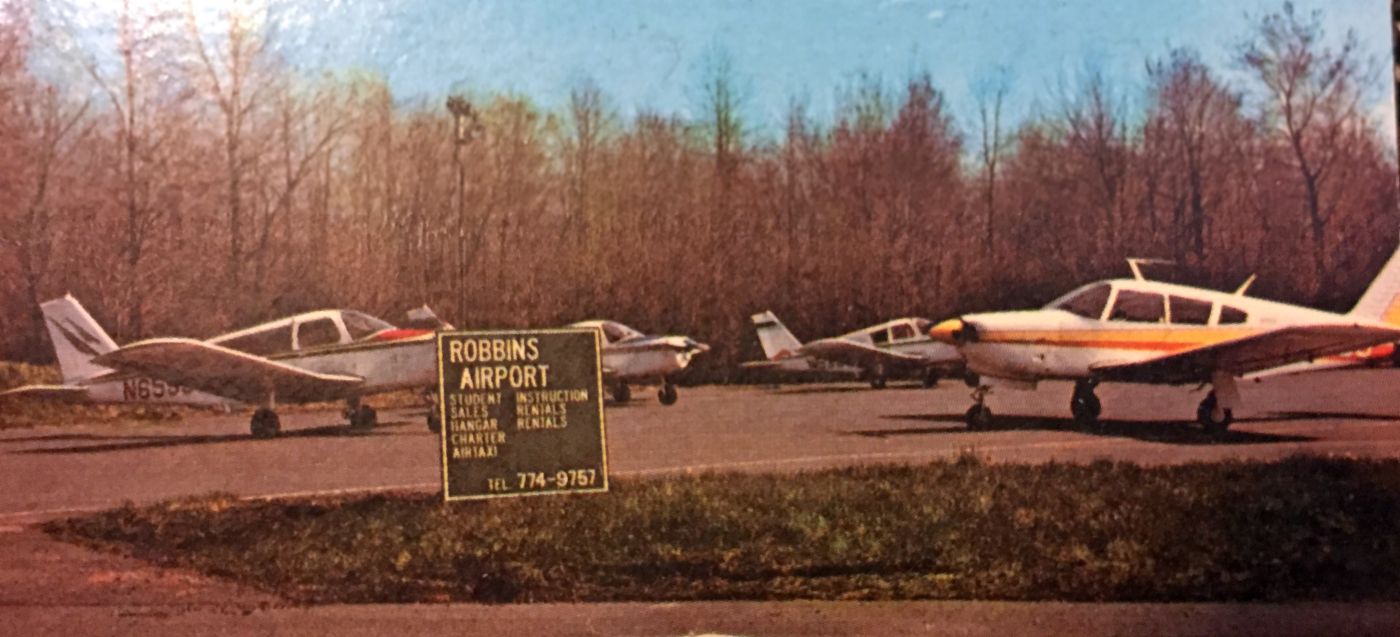 ROBBINS
AIRPORT
STUDENT INSTRUCTION
SALES RENTALS
HANGAR RENTALS
CHARTER
AIRTAXI
TEL. 774-9757